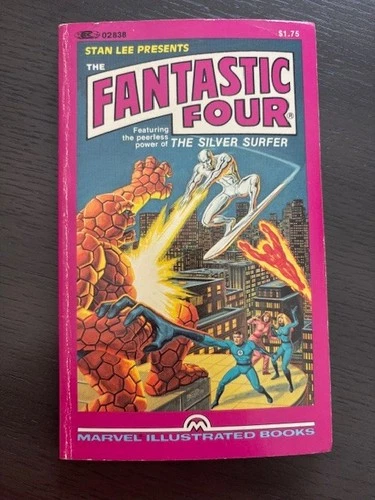 02838
$1.75
STAN LEE PRESENTS
THE
FANTASTIC
FOUR®
Featuring
the peerless
power of THE SILVER SURFER
M
MARVEL ILLUSTRATED BOOKS